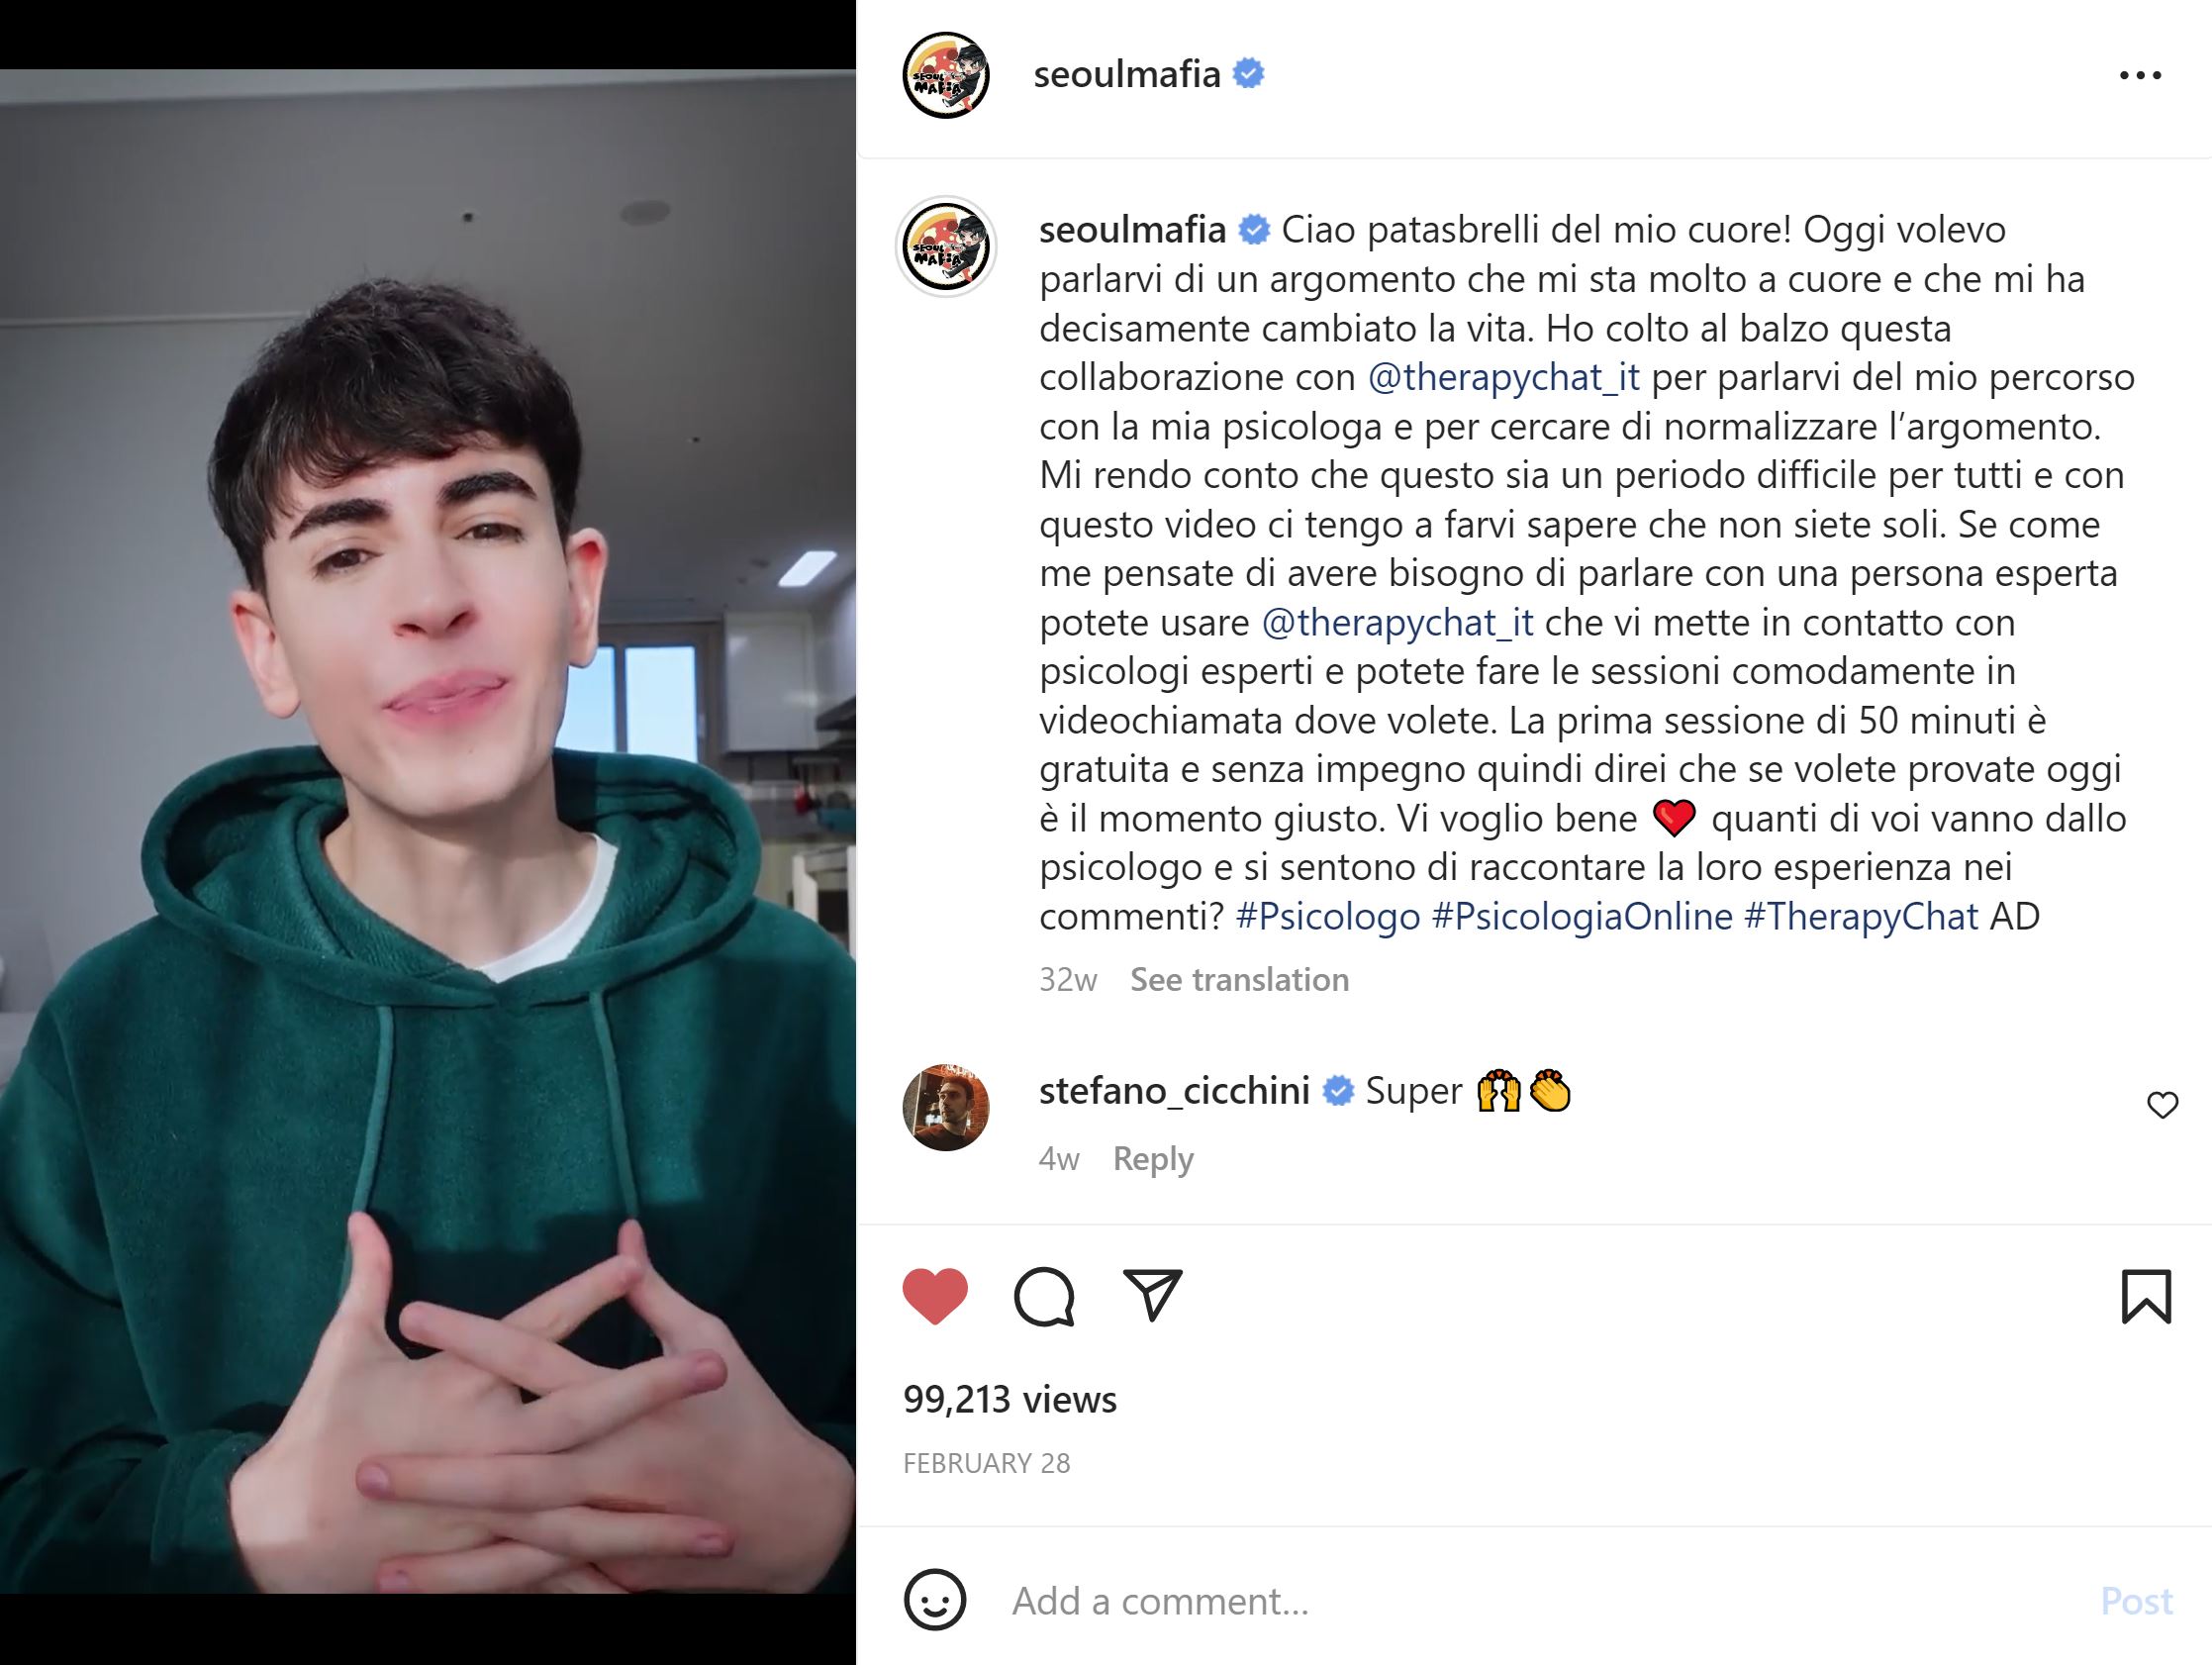 seoulmafia
seoulmafia Ciao patasbrelli del mio cuore! Oggi volevo
parlarvi di un argomento che mi sta molto a cuore e che mi ha
decisamente cambiato la vita. Ho colto al balzo questa
collaborazione con @therapychat_it per parlarvi del mio percorso
con la mia psicologa e per cercare di normalizzare l’argomento.
Mi rendo conto che questo sia un periodo difficile per tutti e con
questo video ci tengo a farvi sapere che non siete soli. Se come
me pensate di avere bisogno di parlare con una persona esperta
potete usare @therapychat_it che vi mette in contatto con
psicologi esperti e potete fare le sessioni comodamente in
videochiamata dove volete. La prima sessione di 50 minuti è
gratuita e senza impegno quindi direi che se volete provate oggi
è il momento giusto. Vi voglio bene ❤️ quanti di voi vanno dallo
psicologo e si sentono di raccontare la loro esperienza nei
commenti? #Psicologo #PsicologiaOnline #TherapyChat AD
32w See translation
stefano_cicchini Super 🙌👏
4w Reply
99,213 views
FEBRUARY 28
Add a comment...
Post
SEOUL
MAFIA
SEOUL
MAFIA